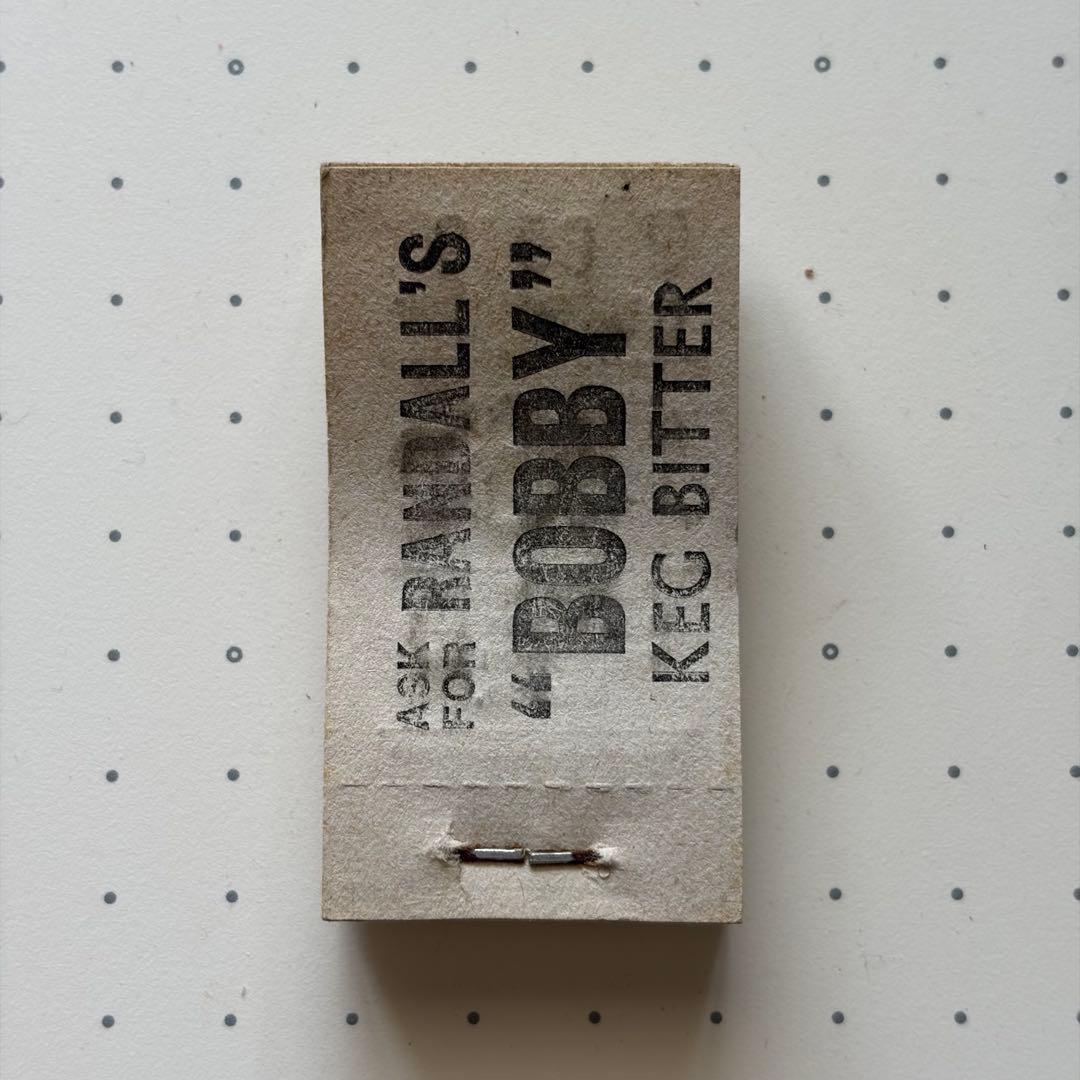 ASK
FOR RANDALL'S
“BOBBY”
KEG BITTER